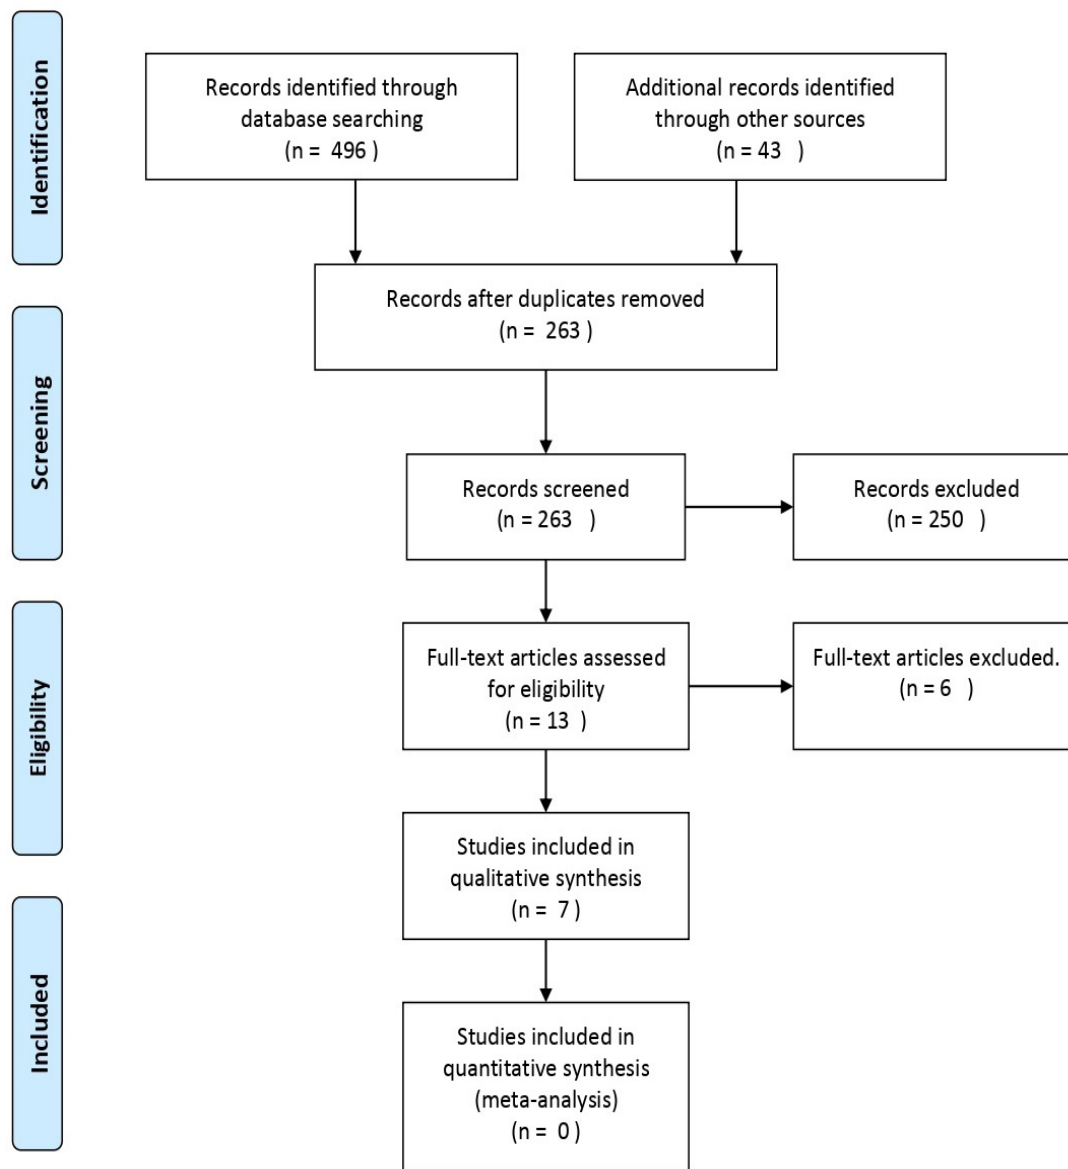 Identification
Records identified through
database searching
(n = 496 )
Additional records identified
through other sources
(n = 43 )
Records after duplicates removed
(n = 263 )
Screening
Records screened
(n = 263 )
Records excluded
(n = 250 )
Eligibility
Full-text articles assessed
for eligibility
(n = 13 )
Full-text articles excluded.
(n = 6 )
Studies included in
qualitative synthesis
(n = 7 )
Included
Studies included in
quantitative synthesis
(meta-analysis)
(n = 0 )